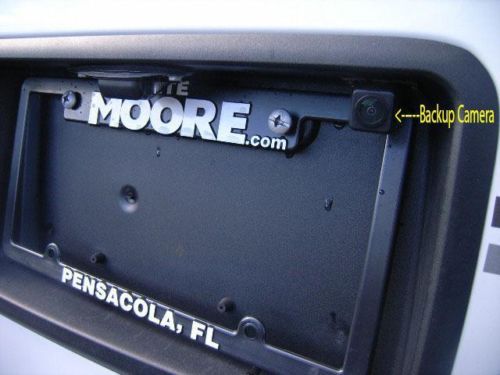 MOORE.com
<-----Backup Camera
PENSACOLA, FL